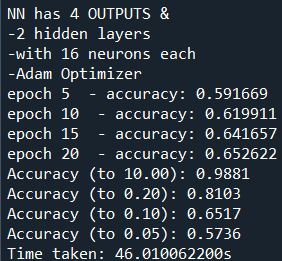 NN has 4 OUTPUTS &
-2 hidden layers
-with 16 neurons each
-Adam Optimizer
epoch 5  - accuracy: 0.591669
epoch 10  - accuracy: 0.619911
epoch 15  - accuracy: 0.641657
epoch 20  - accuracy: 0.652622
Accuracy (to 10.00): 0.9881
Accuracy (to 0.20): 0.8103
Accuracy (to 0.10): 0.6517
Accuracy (to 0.05): 0.5736
Time taken: 46.010062200s